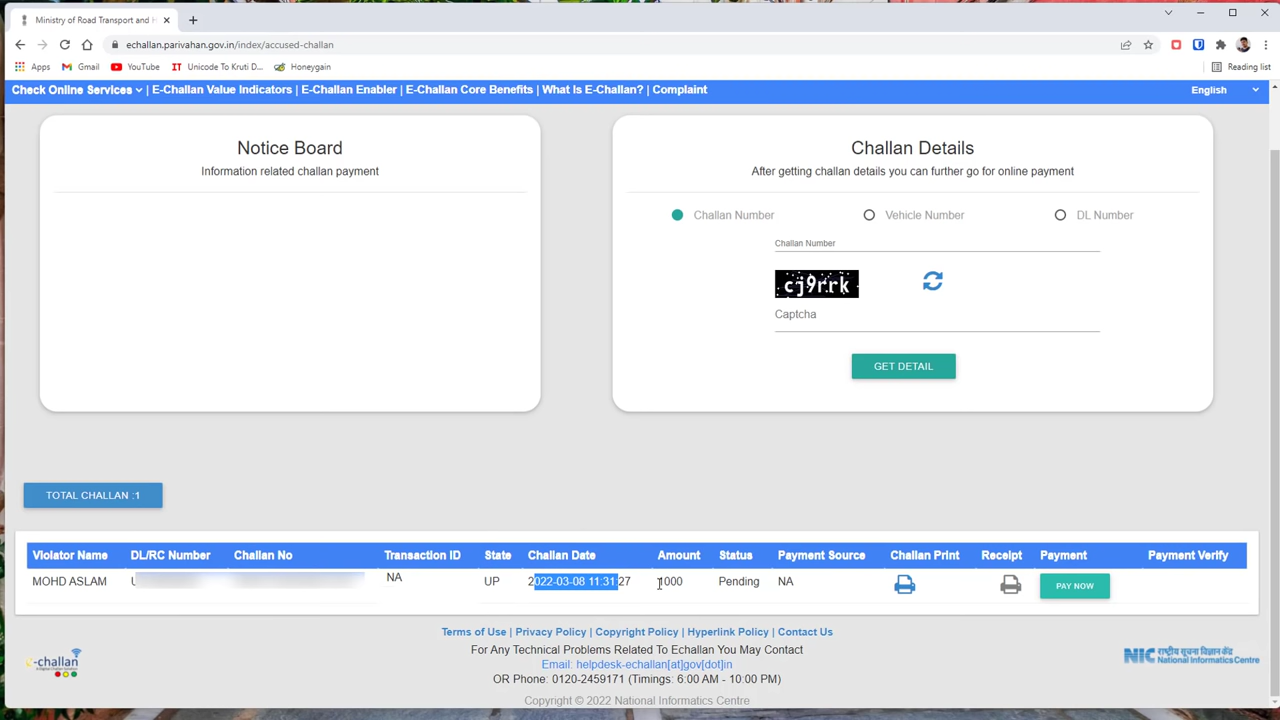 Ministry of Road Transport and H
echallan.parivahan.gov.in/index/accused-challan
Apps Gmail YouTube Unicode To Kruti D... Honeygain Reading list
Check Online Services | E-Challan Value Indicators | E-Challan Enabler | E-Challan Core Benefits | What Is E-Challan? | Complaint English
Notice Board
Information related challan payment
Challan Details
After getting challan details you can further go for online payment
Challan Number Vehicle Number DL Number
Challan Number
cj9rrk
Captcha
GET DETAIL
TOTAL CHALLAN :1
Violator Name DL/RC Number Challan No Transaction ID State Challan Date Amount Status Payment Source Challan Print Receipt Payment Payment Verify
MOHD ASLAM U NA UP 2022-03-08 11:31:27 1000 Pending NA PAY NOW
Terms of Use | Privacy Policy | Copyright Policy | Hyperlink Policy | Contact Us
For Any Technical Problems Related To Echallan You May Contact
Email: helpdesk-echallan[at]gov[dot]in
OR Phone: 0120-2459171 (Timings: 6:00 AM - 10:00 PM)
Copyright © 2022 National Informatics Centre
e-challan
NIC राष्ट्रीय सूचना विज्ञान केंद्र
National Informatics Centre